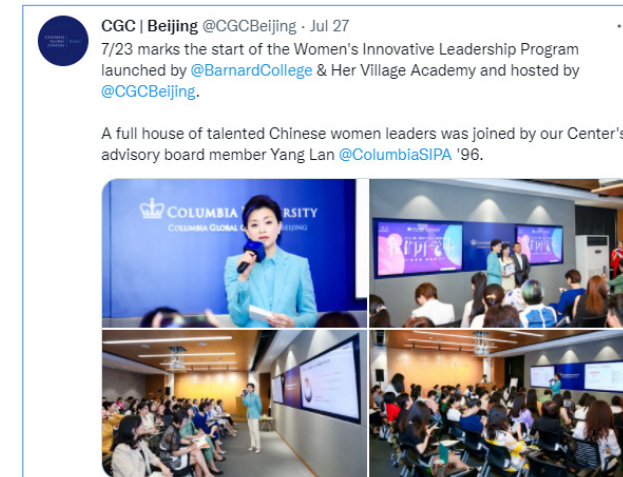 CGC | Beijing @CGCBeijing · Jul 27
7/23 marks the start of the Women's Innovative Leadership Program
launched by @BarnardCollege & Her Village Academy and hosted by
@CGCBeijing.
A full house of talented Chinese women leaders was joined by our Center's
advisory board member Yang Lan @ColumbiaSIPA '96.
COLUMBIA
COLUMBIA GLOBAL
BEIJING